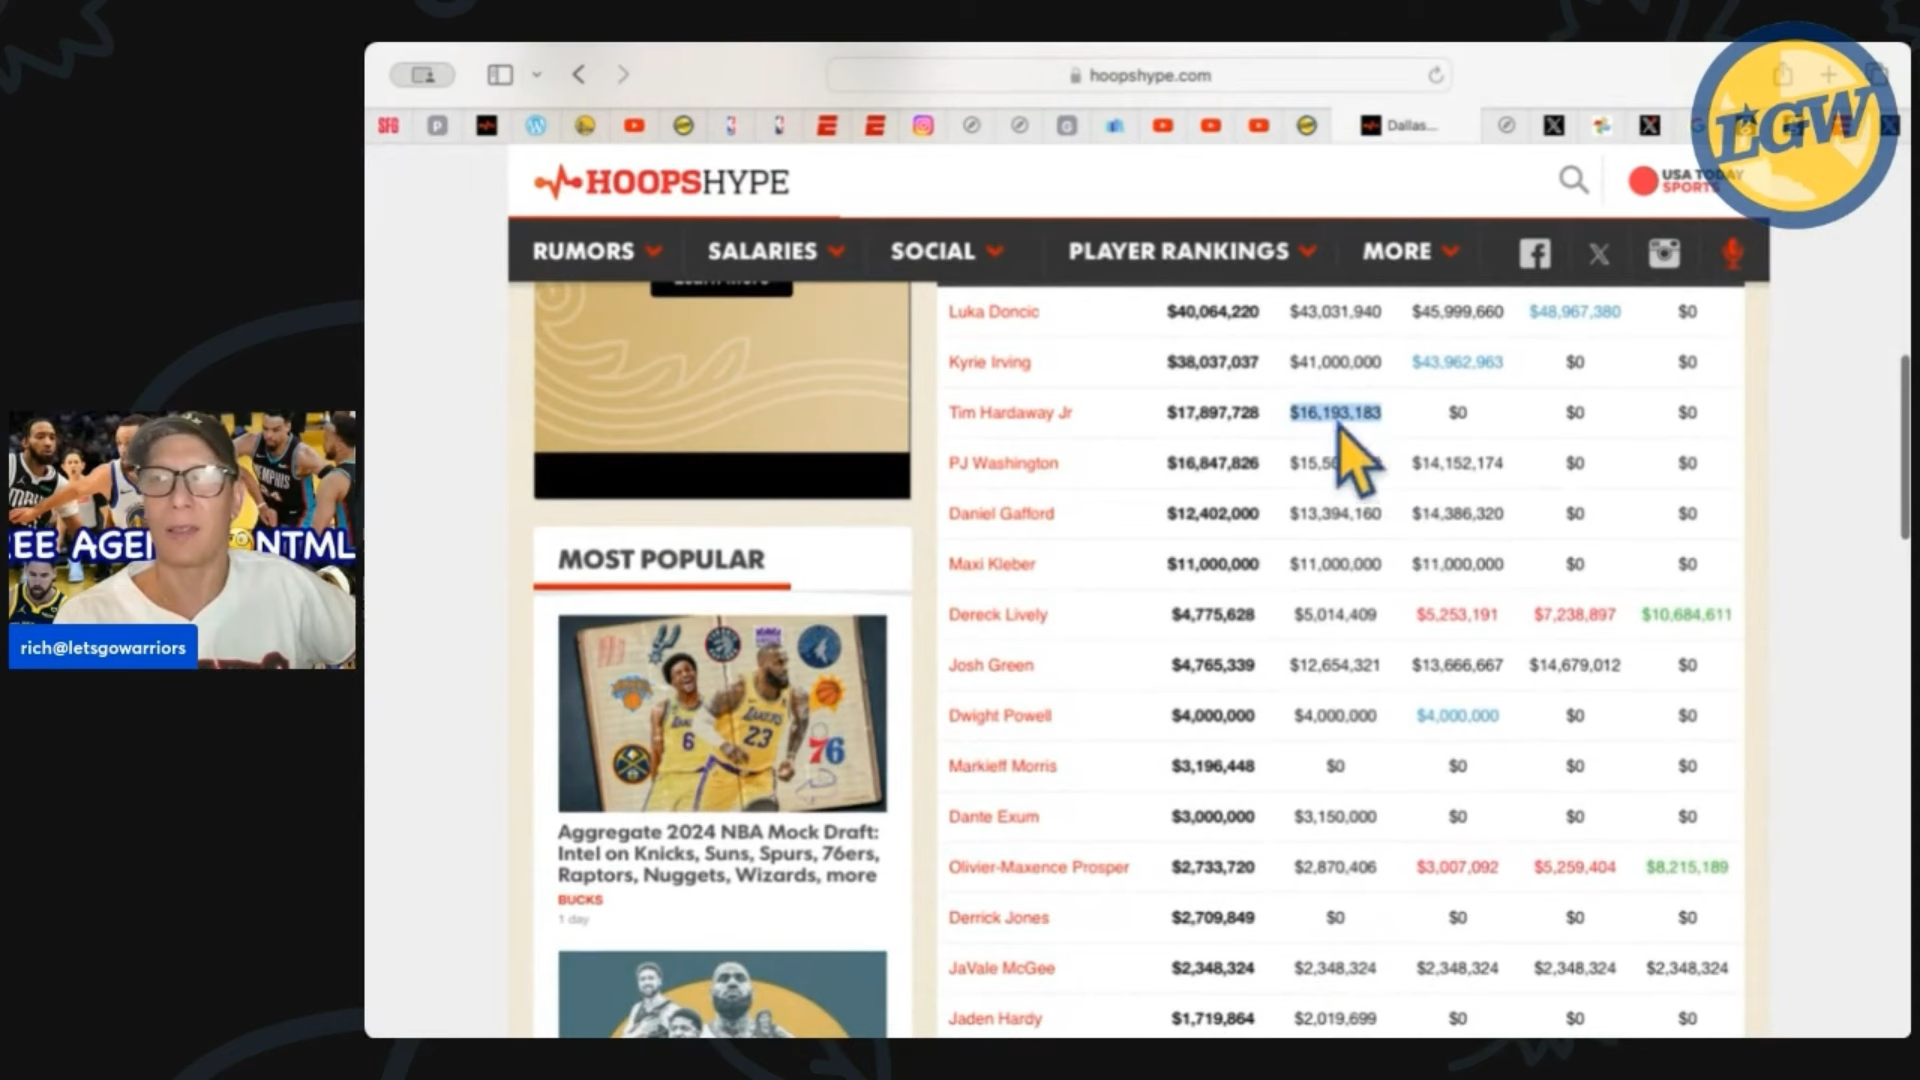 hoopshype.com
SFG
Dallas...
LGW
HOOPSHYPE
USA TODAY
SPORTS
RUMORS SALARIES SOCIAL PLAYER RANKINGS MORE
Learn More
Luka Doncic $40,064,220 $43,031,940 $45,999,660 $48,967,380 $0
Kyrie Irving $38,037,037 $41,000,000 $43,962,963 $0 $0
Tim Hardaway Jr $17,897,728 $16,193,183 $0 $0 $0
PJ Washington $16,847,826 $14,152,174 $0 $0
Daniel Gafford $12,402,000 $13,394,160 $14,386,320 $0 $0
Maxi Kleber $11,000,000 $11,000,000 $11,000,000 $0 $0
Dereck Lively $4,775,628 $5,014,409 $5,253,191 $7,238,897 $10,684,611
Josh Green $4,765,339 $12,654,321 $13,666,667 $14,679,012 $0
Dwight Powell $4,000,000 $4,000,000 $4,000,000 $0 $0
Markieff Morris $3,196,448 $0 $0 $0 $0
Dante Exum $3,000,000 $3,150,000 $0 $0 $0
Olivier-Maxence Prosper $2,733,720 $2,870,406 $3,007,092 $5,259,404 $8,215,189
Derrick Jones $2,709,849 $0 $0 $0 $0
JaVale McGee $2,348,324 $2,348,324 $2,348,324 $2,348,324 $2,348,324
Jaden Hardy $1,719,864 $2,019,699 $0 $0 $0
MOST POPULAR
6
LAKERS
23
76
Aggregate 2024 NBA Mock Draft:
Intel on Knicks, Suns, Spurs, 76ers,
Raptors, Nuggets, Wizards, more
BUCKS
1 day
MEMPHIS
EE AGEN NTML
rich@letsgowarriors